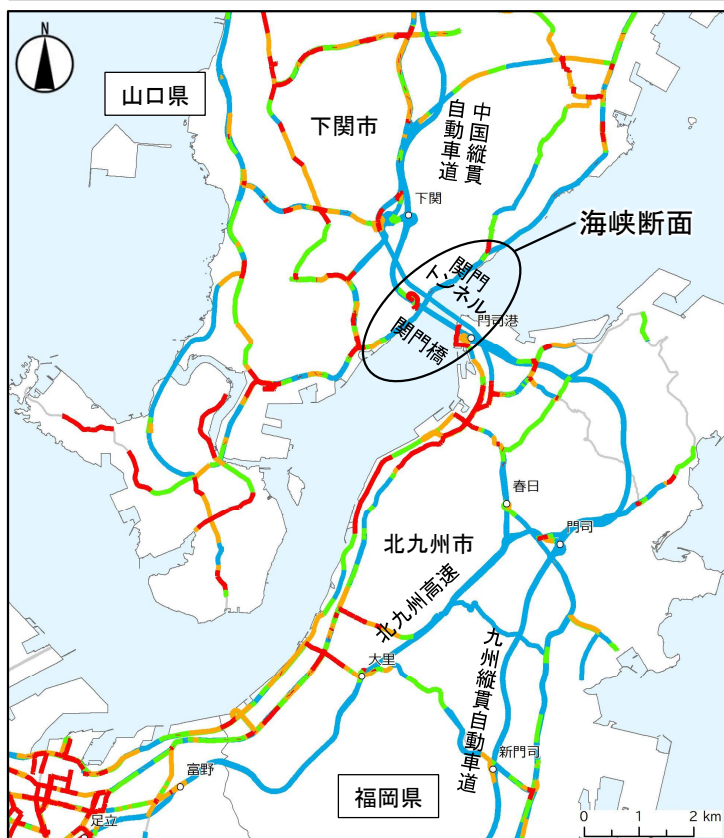 N
山口県
下関市
中国縦貫
自動車道
下関
海峡断面
関門
トンネル
関門橋
門司港
春日
門司
北九州市
北九州高速
大里
九州縦貫自動車道
新門司
富野
福岡県
足立
0 1 2 km